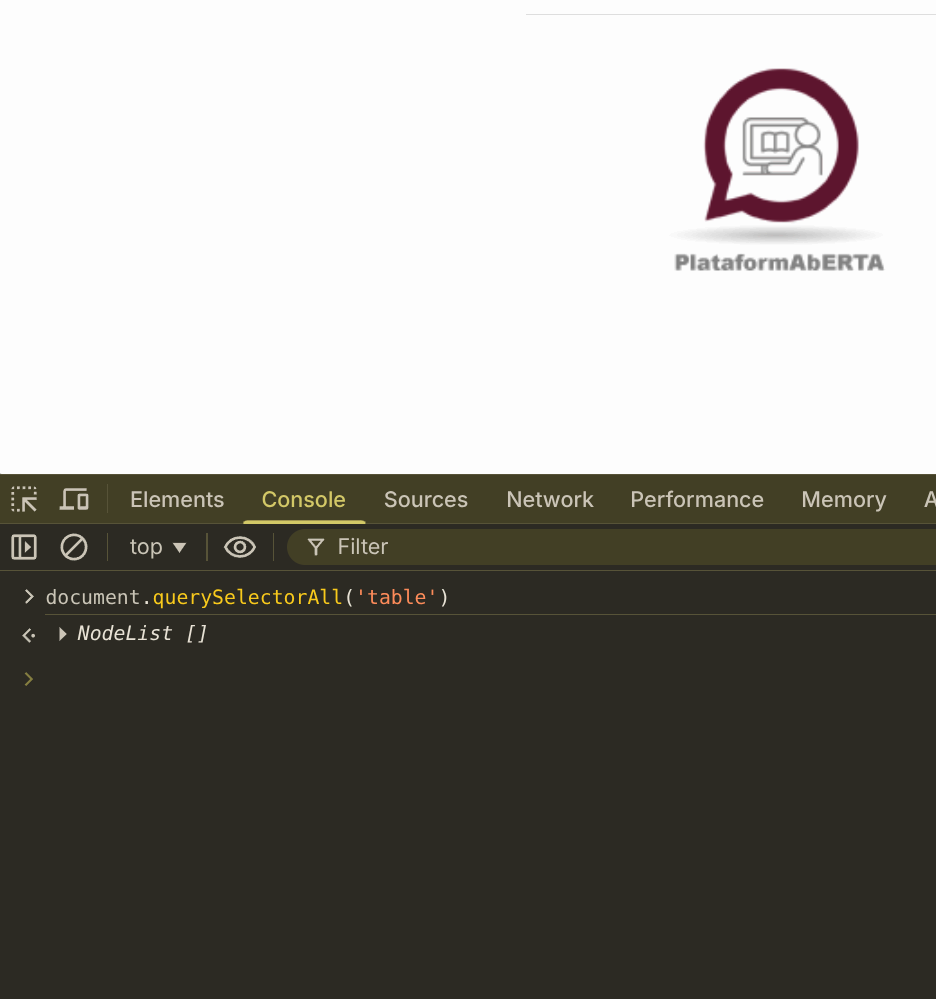 PlataformAbERTA
Elements Console Sources Network Performance Memory
top Filter
document.querySelectorAll('table')
NodeList []